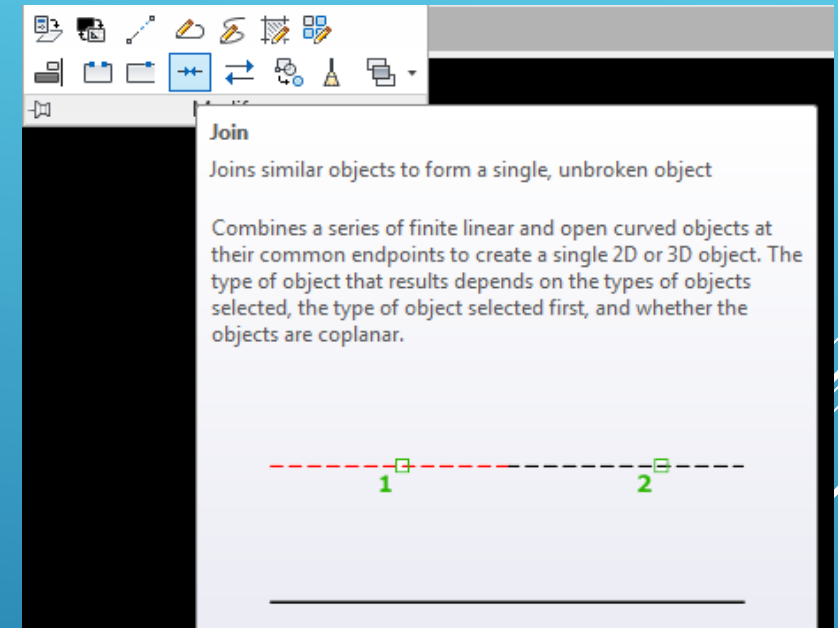 Join
Joins similar objects to form a single, unbroken object
Combines a series of finite linear and open curved objects at
their common endpoints to create a single 2D or 3D object. The
type of object that results depends on the types of objects
selected, the type of object selected first, and whether the
objects are coplanar.
1
2